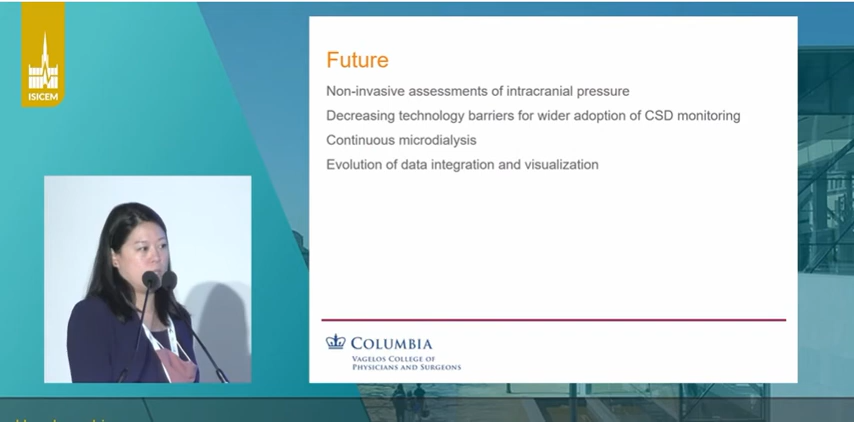 ISICEM
Future
Non-invasive assessments of intracranial pressure
Decreasing technology barriers for wider adoption of CSD monitoring
Continuous microdialysis
Evolution of data integration and visualization
COLUMBIA
VAGELOS COLLEGE OF
PHYSICIANS AND SURGEONS